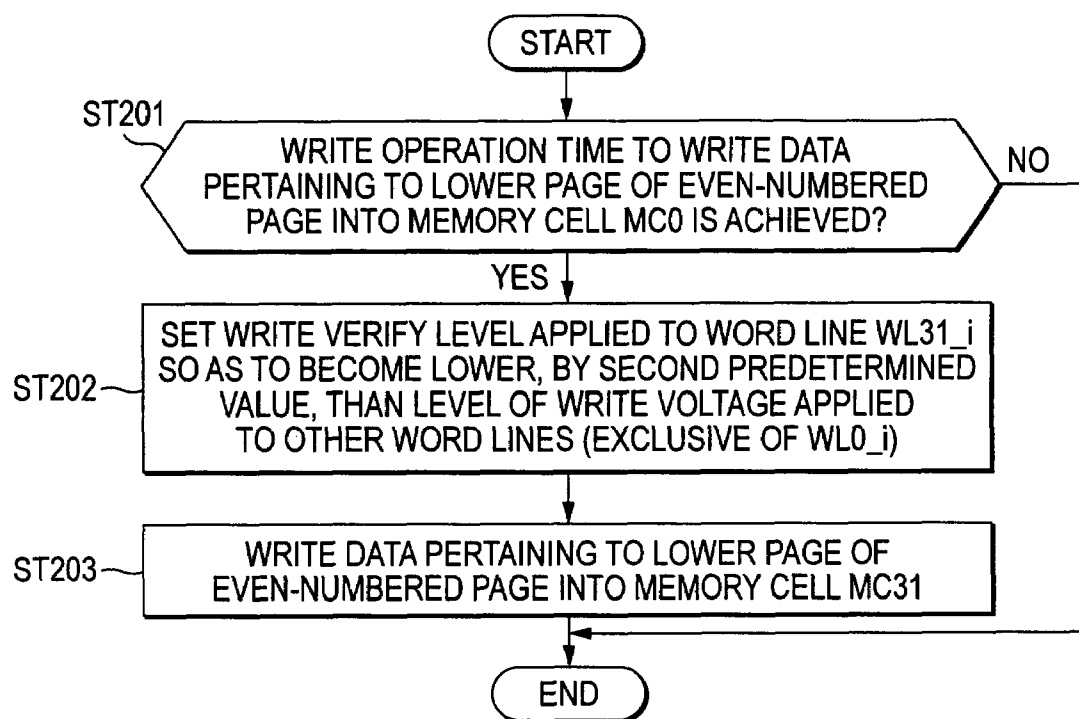 START
ST201
WRITE OPERATION TIME TO WRITE DATA
PERTAINING TO LOWER PAGE OF EVEN-NUMBERED
PAGE INTO MEMORY CELL MC0 IS ACHIEVED?
NO
YES
ST202
SET WRITE VERIFY LEVEL APPLIED TO WORD LINE WL31_i
SO AS TO BECOME LOWER, BY SECOND PREDETERMINED
VALUE, THAN LEVEL OF WRITE VOLTAGE APPLIED
TO OTHER WORD LINES (EXCLUSIVE OF WL0_i)
ST203
WRITE DATA PERTAINING TO LOWER PAGE OF
EVEN-NUMBERED PAGE INTO MEMORY CELL MC31
END